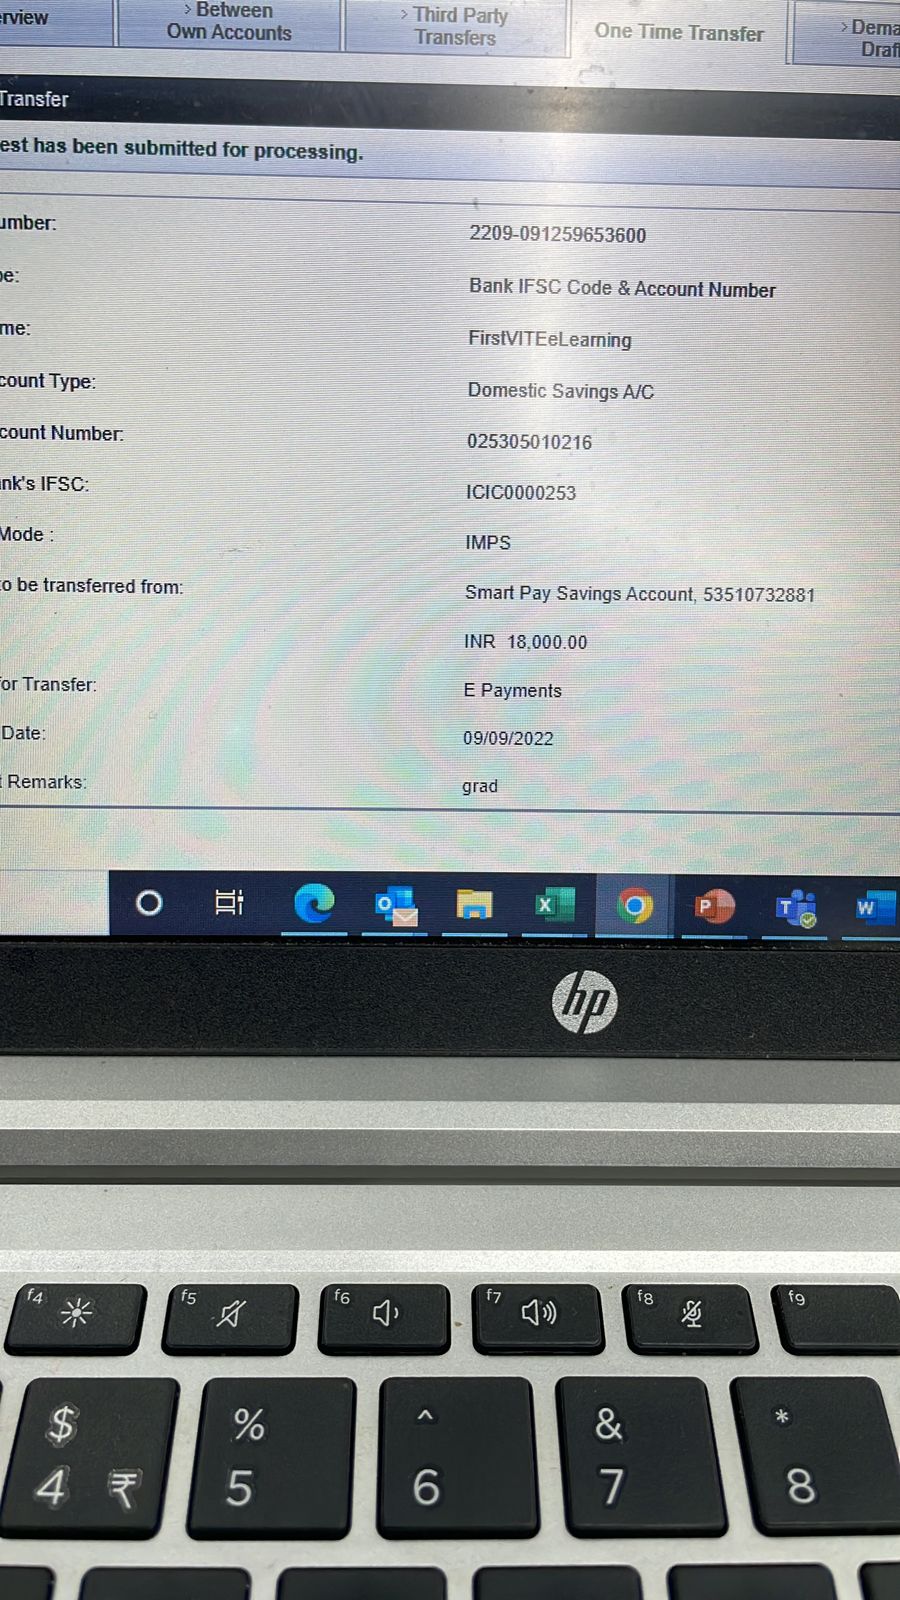 erview
> Between
Own Accounts
> Third Party
Transfers
One Time Transfer
> Dema
Draf
Transfer
est has been submitted for processing.
umber: 2209-091259653600
pe: Bank IFSC Code & Account Number
me: FirstVITEeLearning
count Type: Domestic Savings A/C
count Number: 025305010216
nk's IFSC: ICIC0000253
Mode : IMPS
to be transferred from: Smart Pay Savings Account, 53510732881
INR 18,000.00
for Transfer: E Payments
Date: 09/09/2022
t Remarks: grad
hp
f4
f5
f6
f7
f8
f9
$
%
^
&
*
4 ₹
5
6
7
8